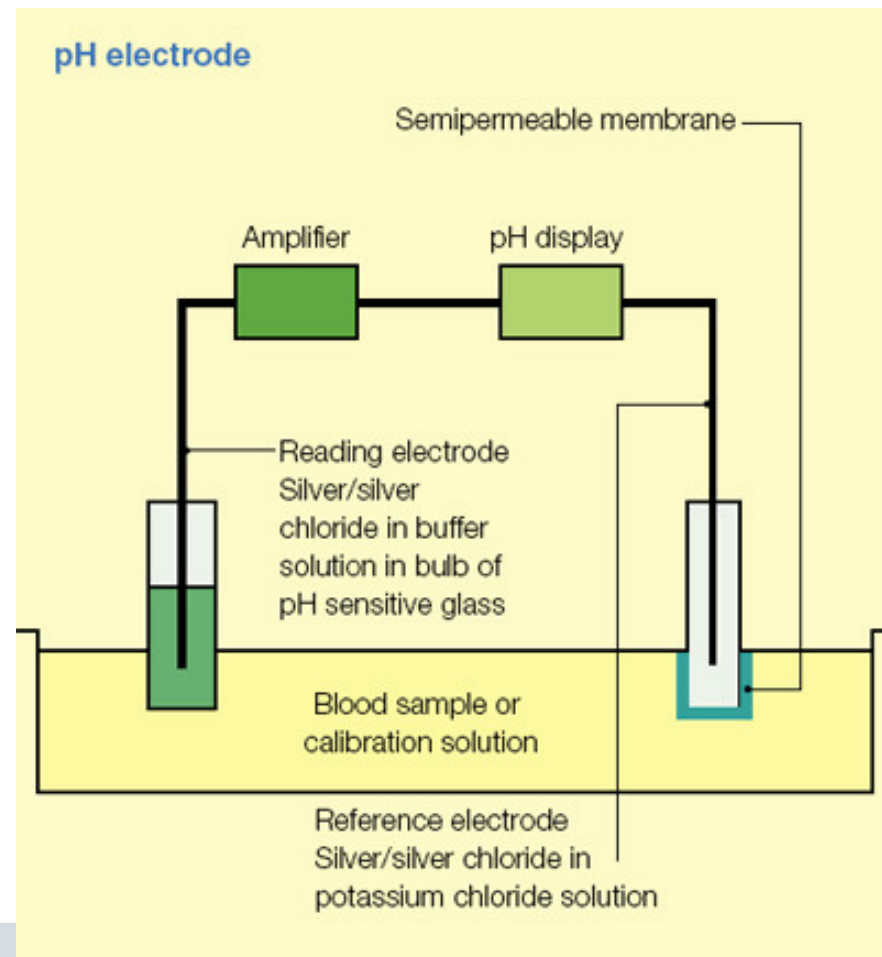 pH electrode
Semipermeable membrane
Amplifier
pH display
Reading electrode
Silver/silver
chloride in buffer
solution in bulb of
pH sensitive glass
Blood sample or
calibration solution
Reference electrode
Silver/silver chloride in
potassium chloride solution